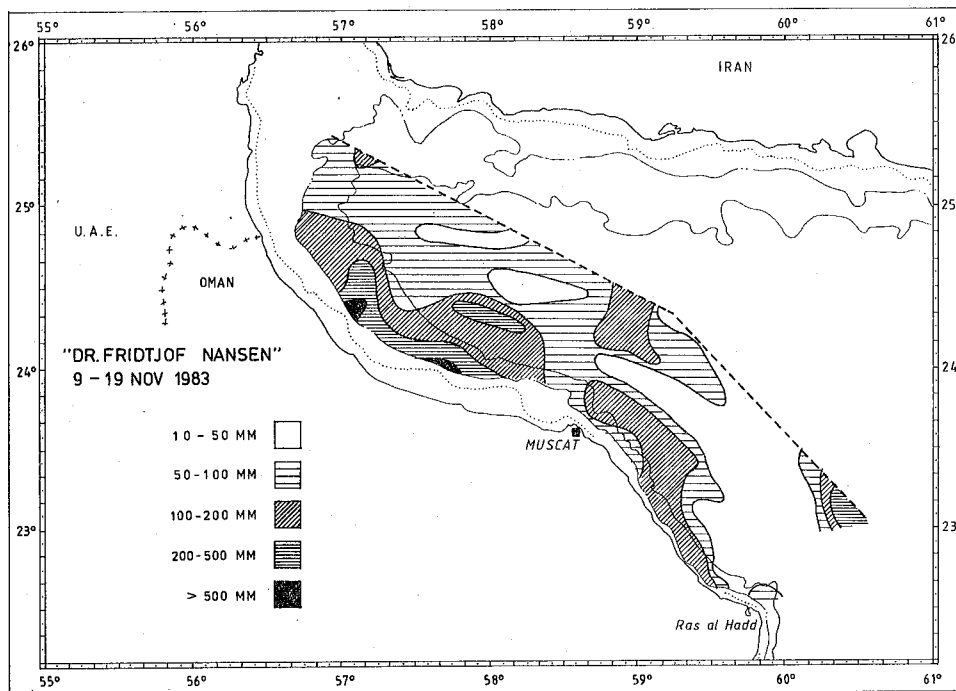 55° 56° 57° 58° 59° 60° 61°
26° 26
IRAN
25° 25
U.A.E.
OMAN
"DR. FRIDTJOF NANSEN"
9 – 19 NOV 1983
24° 24
10 – 50 MM
MUSCAT
50 – 100 MM
100 – 200 MM
23° 23
200 – 500 MM
> 500 MM
Ras al Hadd
55° 56° 57° 58° 59° 60° 61°